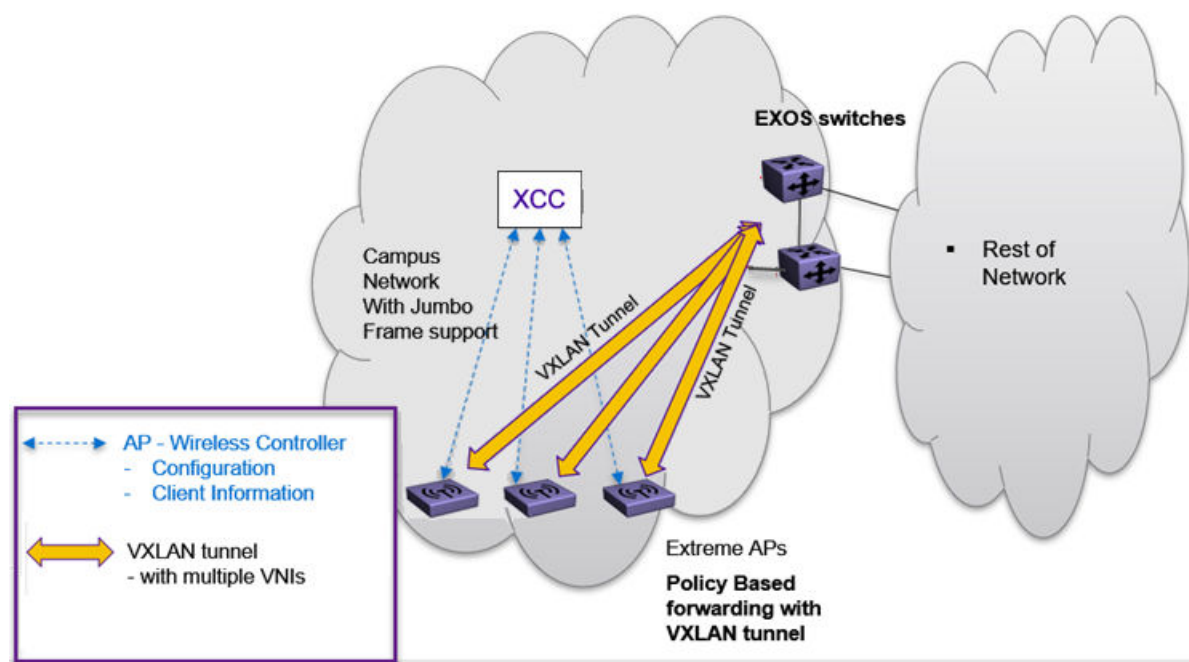 EXOS switches
XCC
Campus
Network
With Jumbo
Frame support
▪ Rest of
Network
VXLAN Tunnel
VXLAN Tunnel
AP - Wireless Controller
- Configuration
- Client Information
VXLAN tunnel
- with multiple VNIs
Extreme APs
Policy Based
forwarding with
VXLAN tunnel